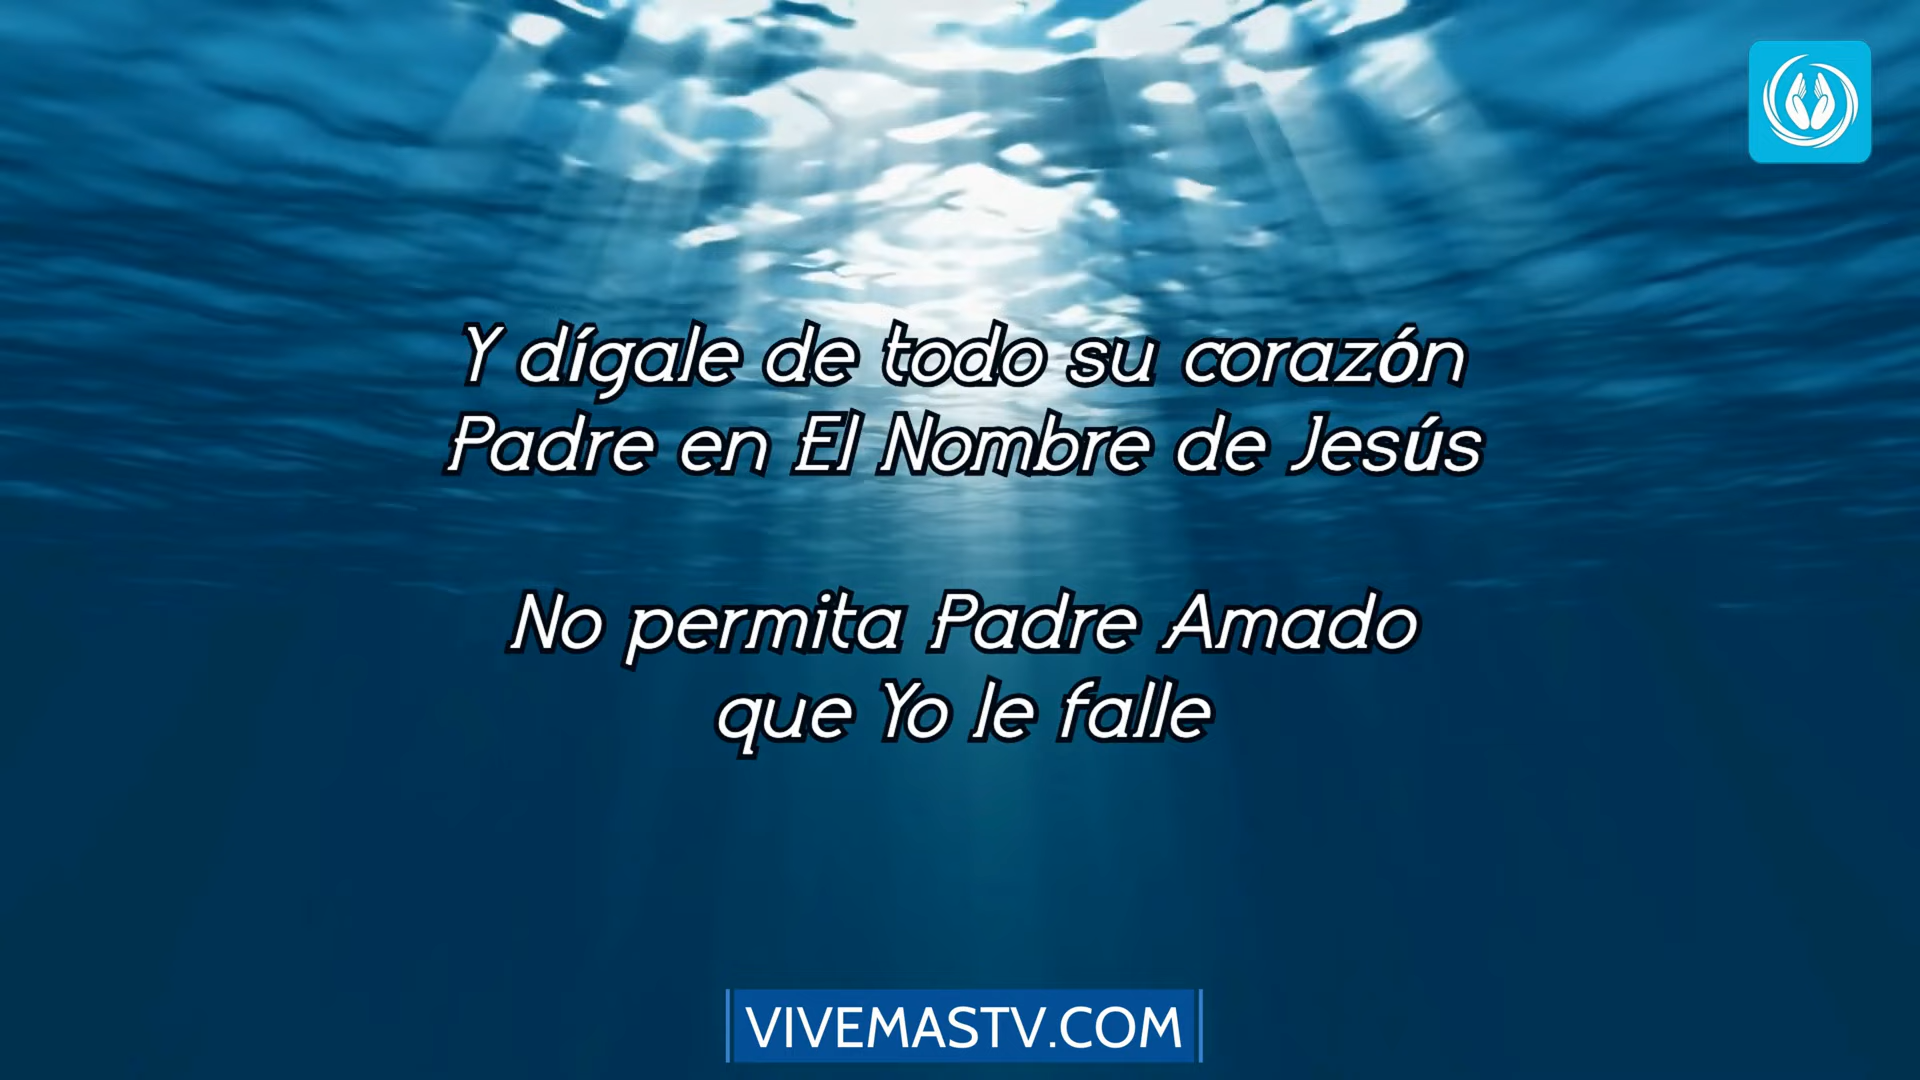 Y dígale de todo su corazón
Padre en El Nombre de Jesús
No permita Padre Amado
que Yo le falle
VIVEMASTV.COM